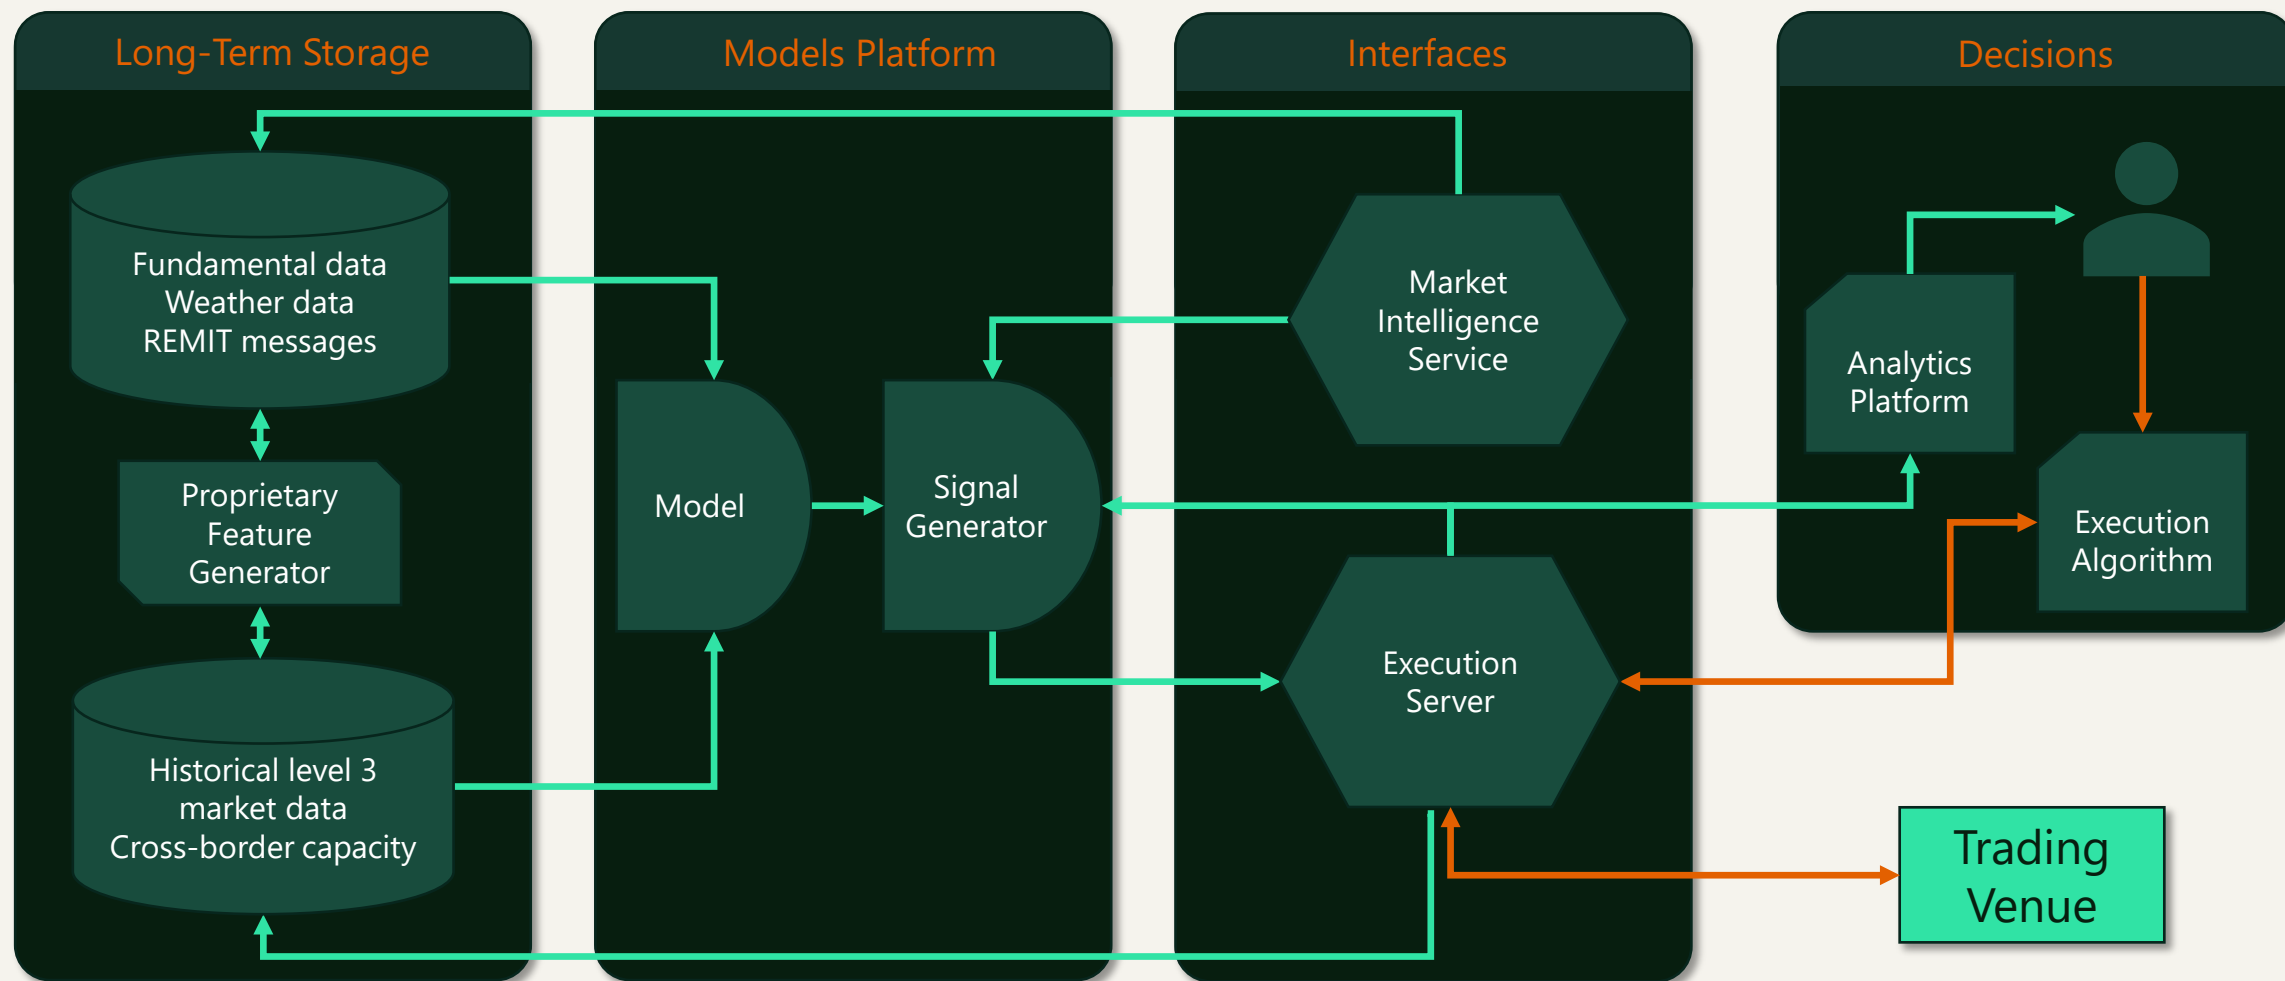 Long-Term Storage
Models Platform
Interfaces
Decisions
Fundamental data
Weather data
REMIT messages
Proprietary
Feature
Generator
Historical level 3
market data
Cross-border capacity
Model
Signal
Generator
Market
Intelligence
Service
Execution
Server
Analytics
Platform
Execution
Algorithm
Trading
Venue